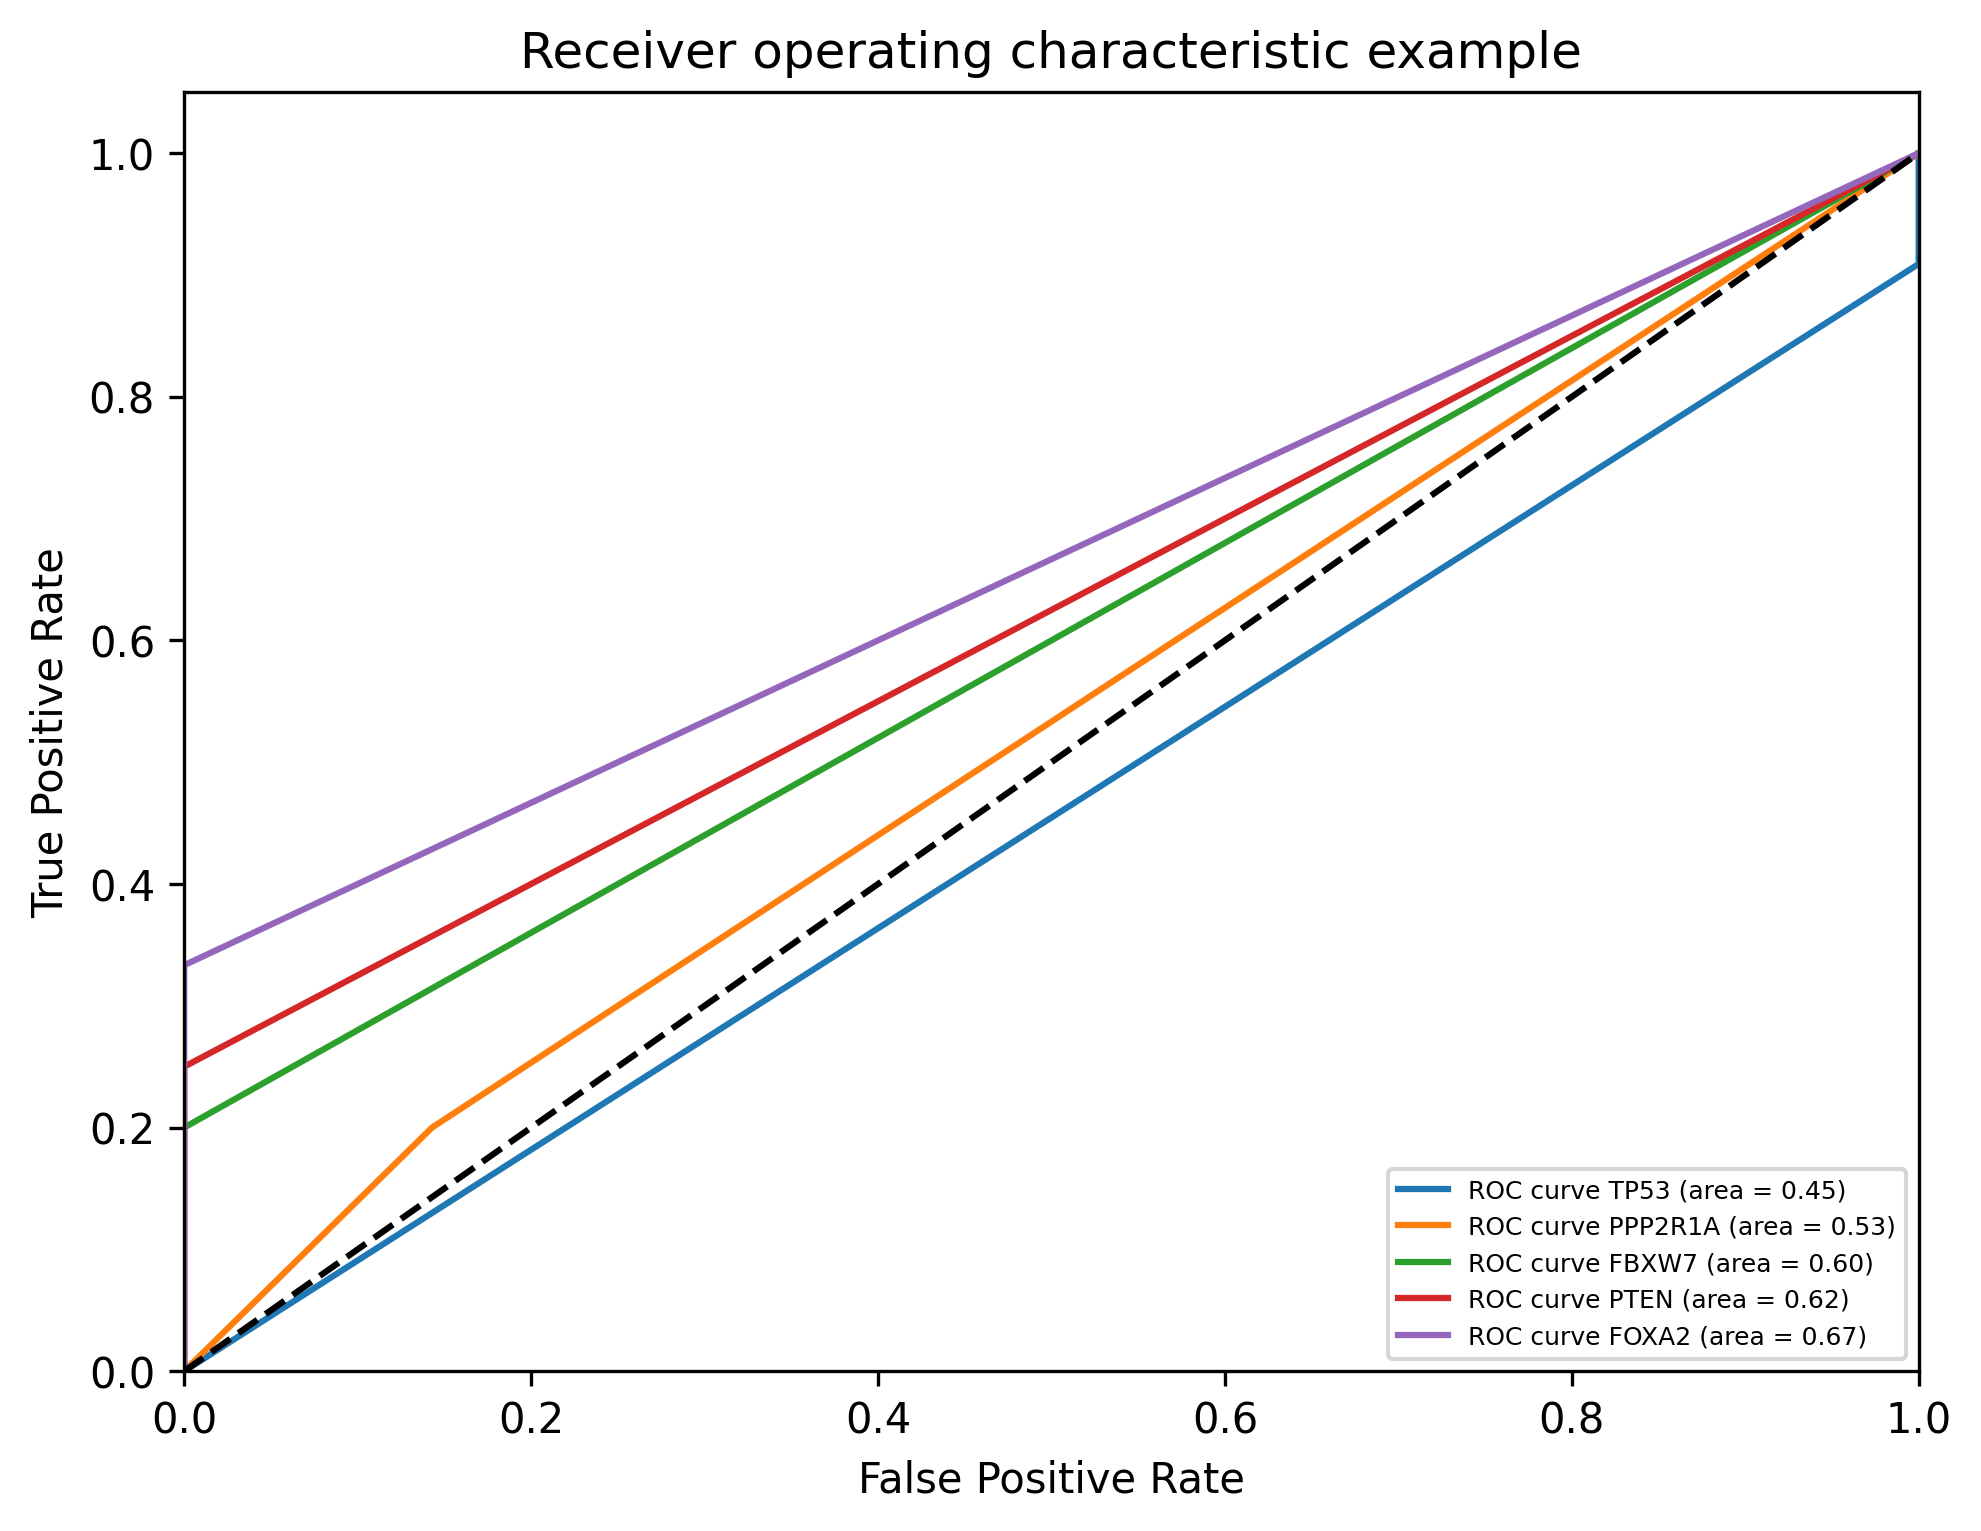 Receiver operating characteristic example
True Positive Rate
1.0
0.8
0.6
0.4
0.2
0.0
ROC curve TP53 (area = 0.45)
ROC curve PPP2R1A (area = 0.53)
ROC curve FBXW7 (area = 0.60)
ROC curve PTEN (area = 0.62)
ROC curve FOXA2 (area = 0.67)
0.0 0.2 0.4 0.6 0.8 1.0
False Positive Rate